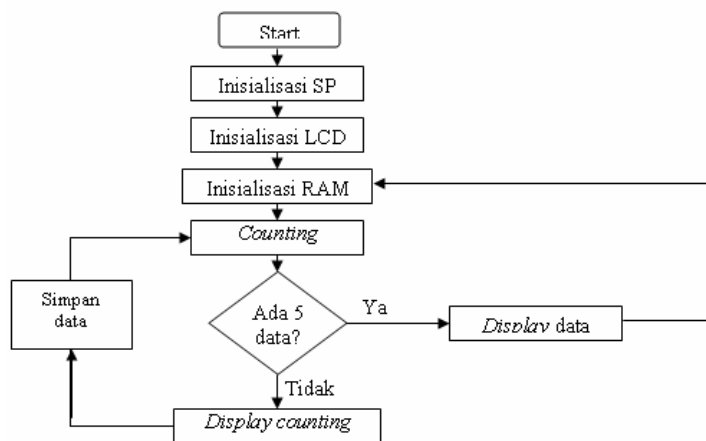 Start
Inisialisasi SP
Inisialisasi LCD
Inisialisasi RAM
Counting
Simpan
data
Ada 5
data?
Ya
Display data
Tidak
Display counting